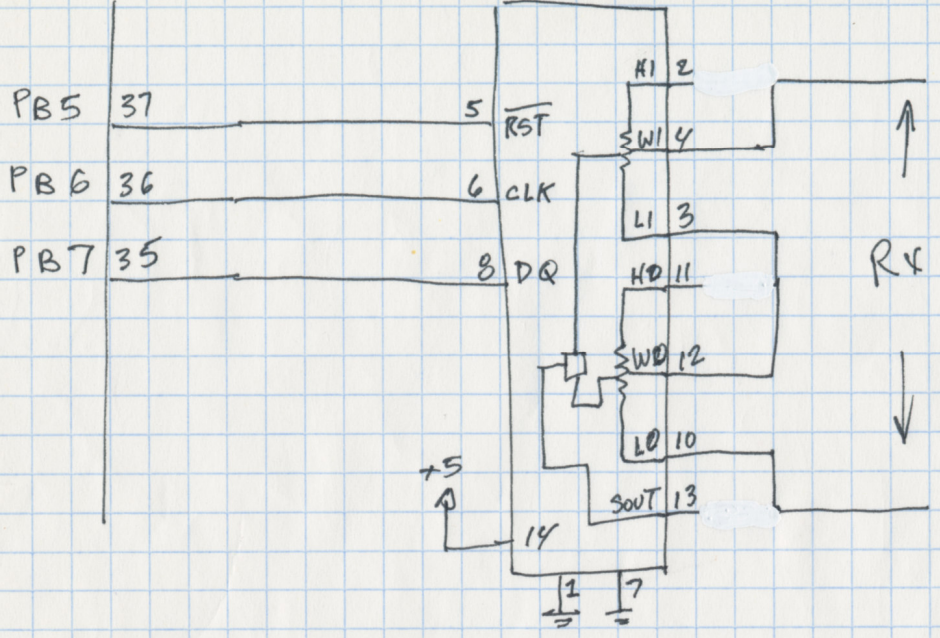 H1 2
PB5 37 5 RST
W1 4
PB6 36 6 CLK
L1 3
PB7 35 8 DQ
H0 11
Rx
W0 12
L0 10
+5
SOUT 13
14
1 7